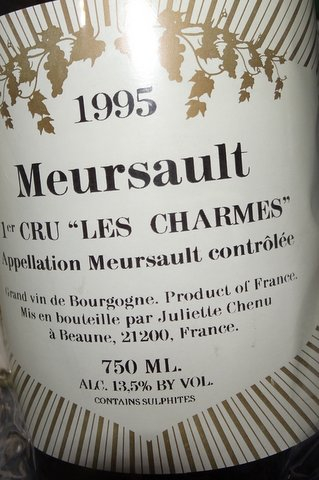 1995
Meursault
1er CRU "LES CHARMES"
Appellation Meursault contrôlée
Grand vin de Bourgogne. Product of France.
Mis en bouteille par Juliette Chenu
à Beaune, 21200, France.
750 ML.
ALC. 13.5% BY VOL.
CONTAINS SULPHITES